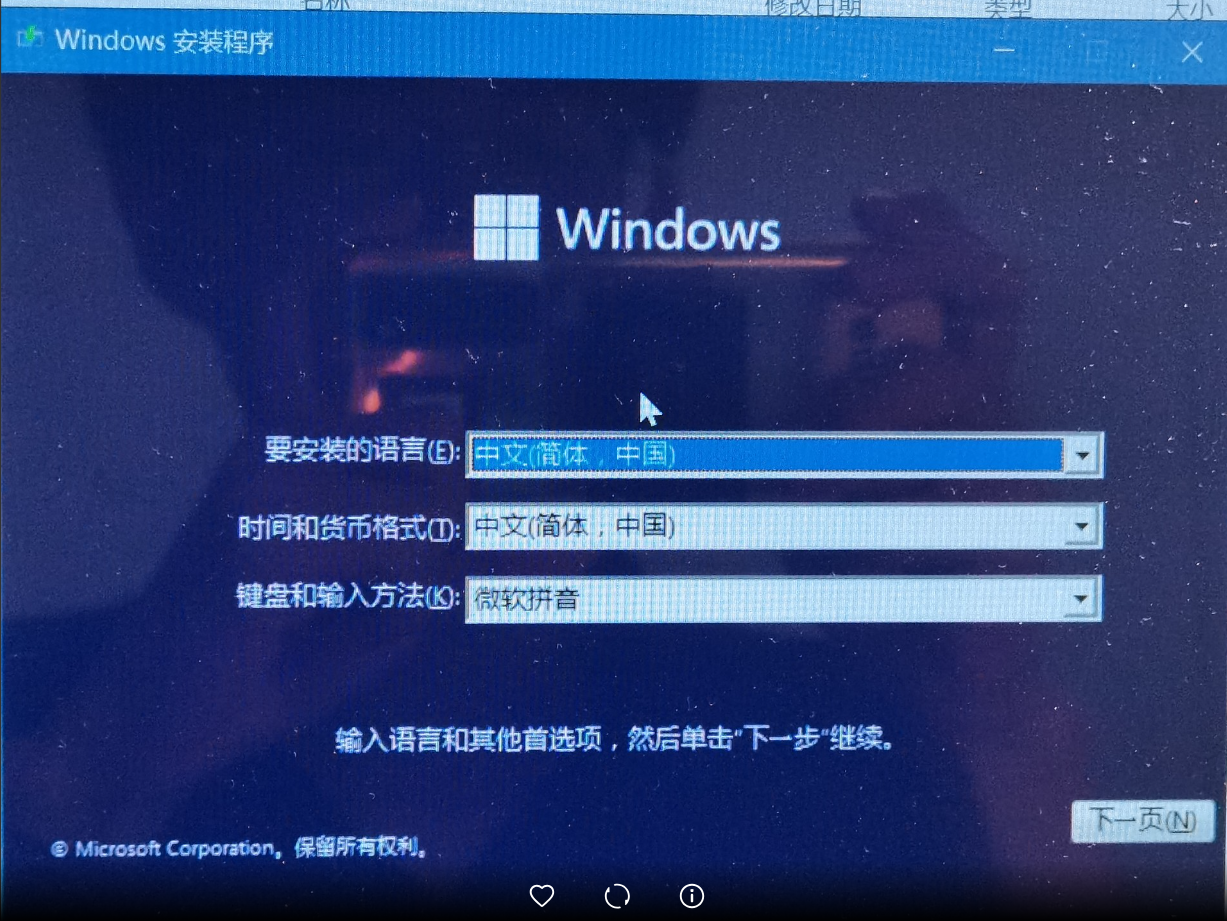 名称 修改日期 类型 大小
Windows 安装程序
Windows
要安装的语言(E): 中文(简体，中国)
时间和货币格式(T): 中文(简体，中国)
键盘和输入方法(K): 微软拼音
输入语言和其他首选项，然后单击"下一步"继续。
下一页(N)
© Microsoft Corporation。保留所有权利。